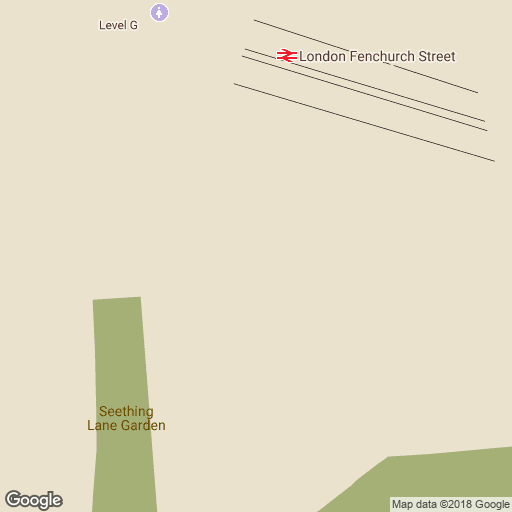 Level G
London Fenchurch Street
Seething
Lane Garden
Google
Map data ©2018 Google